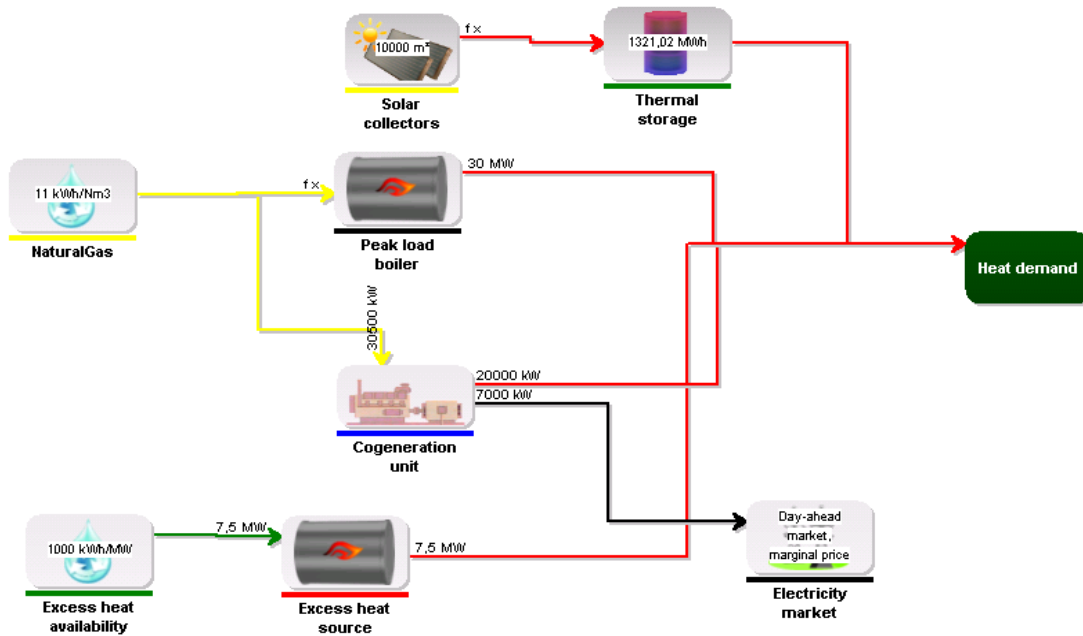 f x
10000 m²
1321,02 MWh
Solar
collectors
Thermal
storage
30 MW
11 kWh/Nm3
f x
NaturalGas
Peak load
boiler
Heat demand
30500 kW
20000 kW
7000 kW
Cogeneration
unit
Day-ahead
market,
marginal price
7,5 MW
1000 kWh/MW
7,5 MW
Electricity
market
Excess heat
availability
Excess heat
source